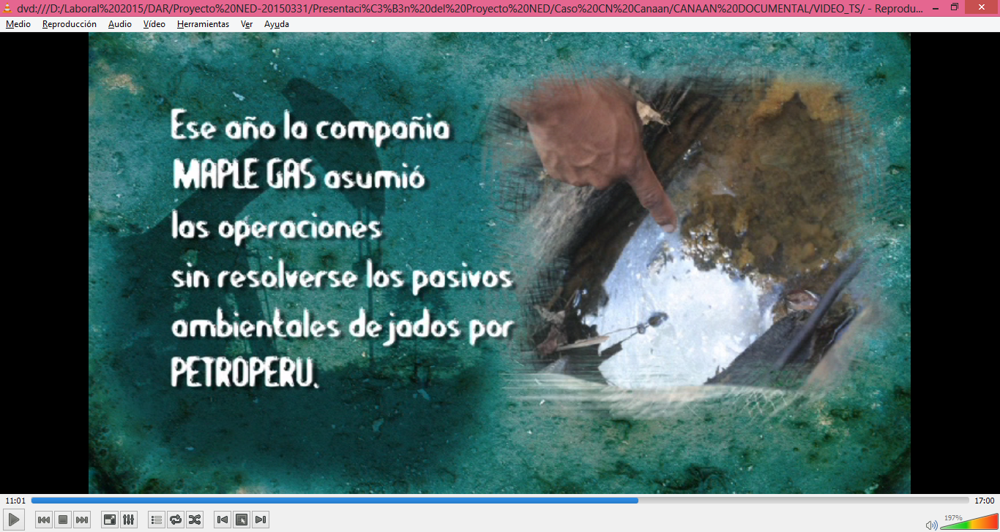 dvd:///D:/Laboral%202015/DAR/Proyecto%20NED-20150331/Presentaci%C3%B3n%20del%20Proyecto%20NED/Caso%20CN%20Canaan/CANAAN%20DOCUMENTAL/VIDEO_TS/ - Reprodu...
Medio Reproducción Audio Vídeo Herramientas Ver Ayuda
Ese año la compañia
MAPLE GAS asumió
las operaciones
sin resolverse los pasivos
ambientales dejados por
PETROPERU.
11:01 17:00
197%